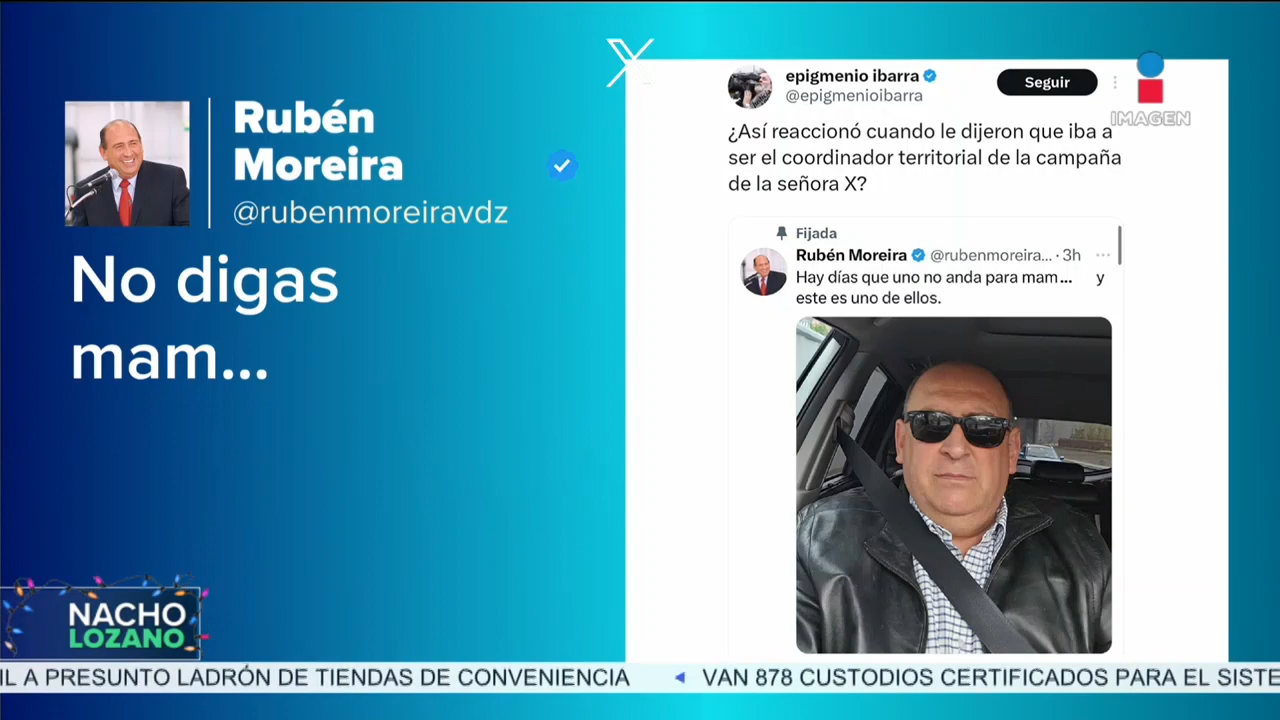 Rubén
Moreira
@rubenmoreiravdz
No digas
mam...
epigmenio ibarra
@epigmenioibarra
Seguir
IMAGEN
¿Así reaccionó cuando le dijeron que iba a
ser el coordinador territorial de la campaña
de la señora X?
Fijada
Rubén Moreira @rubenmoreira... · 3h
Hay días que uno no anda para mam... y
este es uno de ellos.
NACHO
LOZANO
IL A PRESUNTO LADRÓN DE TIENDAS DE CONVENIENCIA VAN 878 CUSTODIOS CERTIFICADOS PARA EL SISTE